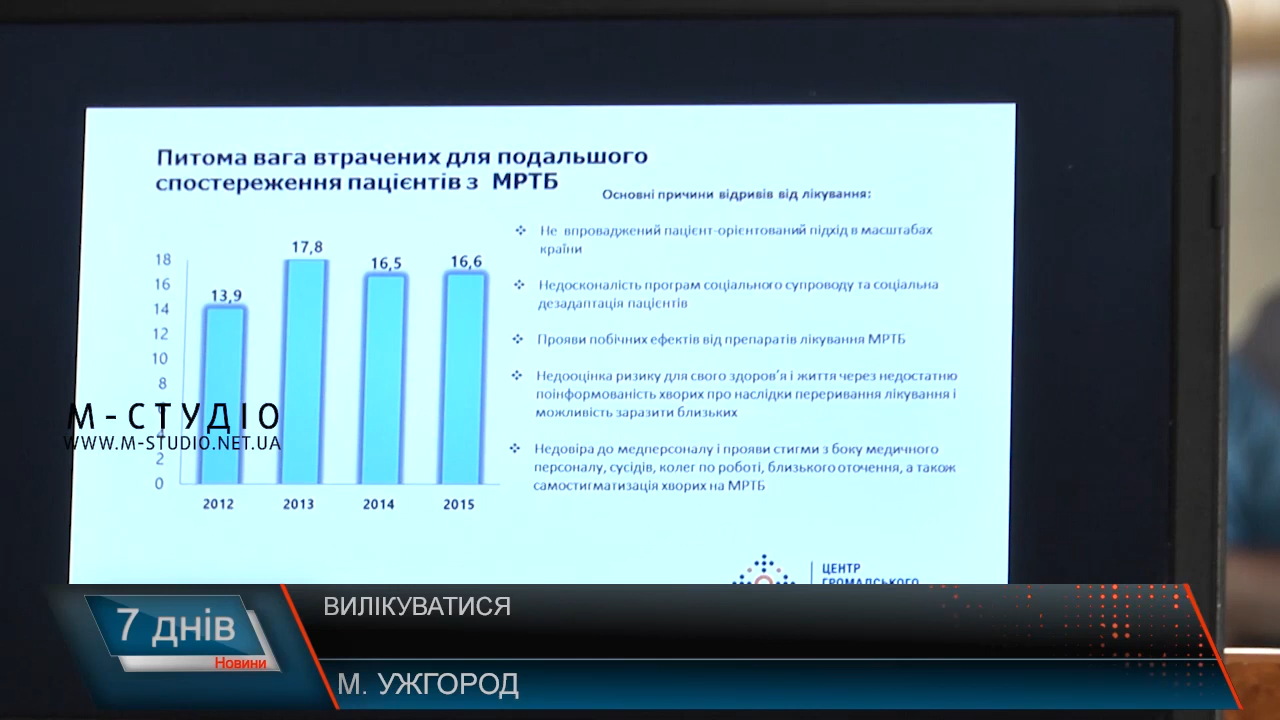 Питома вага втрачених для подальшого
спостереження пацієнтів з МРТБ
Основні причини відривів від лікування:
Не впроваджений пацієнт-орієнтований підхід в масштабах
країни
Недосконалість програм соціального супроводу та соціальна
дезадаптація пацієнтів
Прояви побічних ефектів від препаратів лікування МРТБ
Недооцінка ризику для свого здоров’я і життя через недостатню
поінформованість хворих про наслідки переривання лікування і
можливість заразити близьких
Недовіра до медперсоналу і прояви стигми з боку медичного
персоналу, сусідів, колег по роботі, близького оточення, а також
самостигматизація хворих на МРТБ
18
16
14
12
10
8
2
0
13,9
17,8
16,5
16,6
2012 2013 2014 2015
М-СТУДІО
WWW.M-STUDIO.NET.UA
ЦЕНТР
ГРОМАДСЬКОГО
7 днів
Новини
ВИЛІКУВАТИСЯ
М. УЖГОРОД